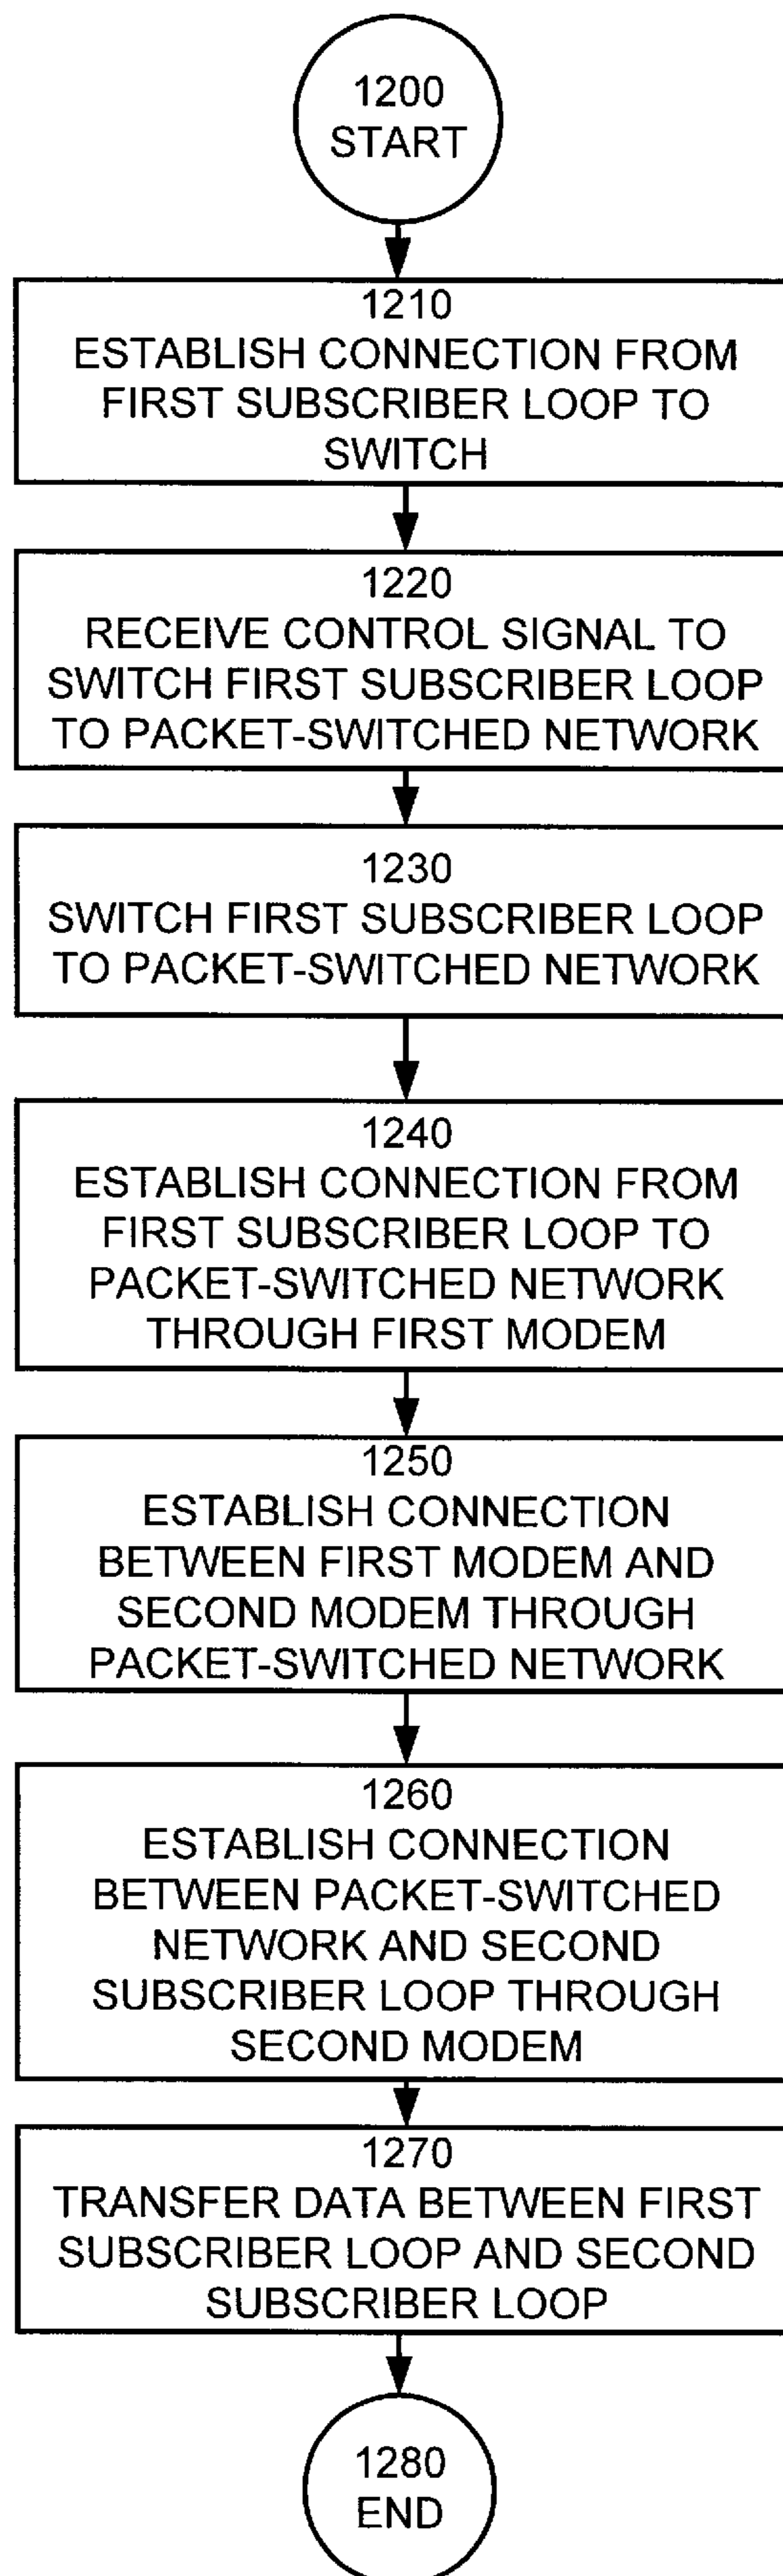 1200
START
1210
ESTABLISH CONNECTION FROM
FIRST SUBSCRIBER LOOP TO
SWITCH
1220
RECEIVE CONTROL SIGNAL TO
SWITCH FIRST SUBSCRIBER LOOP
TO PACKET-SWITCHED NETWORK
1230
SWITCH FIRST SUBSCRIBER LOOP
TO PACKET-SWITCHED NETWORK
1240
ESTABLISH CONNECTION FROM
FIRST SUBSCRIBER LOOP TO
PACKET-SWITCHED NETWORK
THROUGH FIRST MODEM
1250
ESTABLISH CONNECTION
BETWEEN FIRST MODEM AND
SECOND MODEM THROUGH
PACKET-SWITCHED NETWORK
1260
ESTABLISH CONNECTION
BETWEEN PACKET-SWITCHED
NETWORK AND SECOND
SUBSCRIBER LOOP THROUGH
SECOND MODEM
1270
TRANSFER DATA BETWEEN FIRST
SUBSCRIBER LOOP AND SECOND
SUBSCRIBER LOOP
1280
END